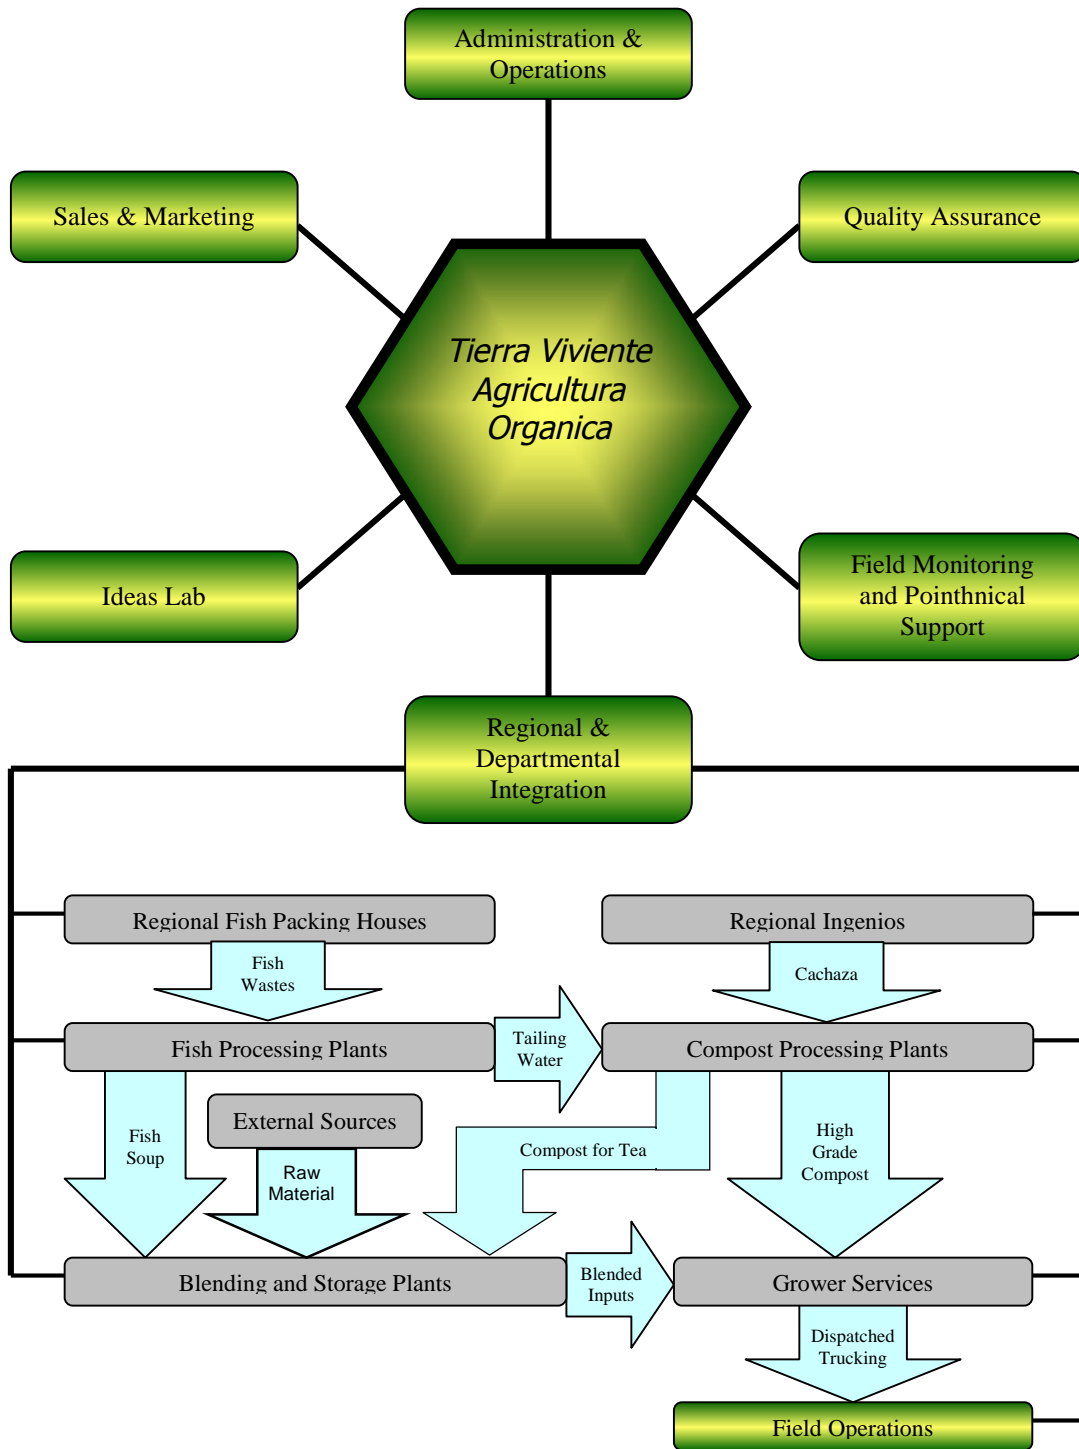 Administration &
Operations
Sales & Marketing
Quality Assurance
Tierra Viviente
Agricultura
Organica
Ideas Lab
Field Monitoring
and Pointhnical
Support
Regional &
Departmental
Integration
Regional Fish Packing Houses
Regional Ingenios
Fish
Wastes
Cachaza
Fish Processing Plants
Tailing
Water
Compost Processing Plants
External Sources
Fish
Soup
Raw
Material
Compost for Tea
High
Grade
Compost
Blending and Storage Plants
Blended
Inputs
Grower Services
Dispatched
Trucking
Field Operations